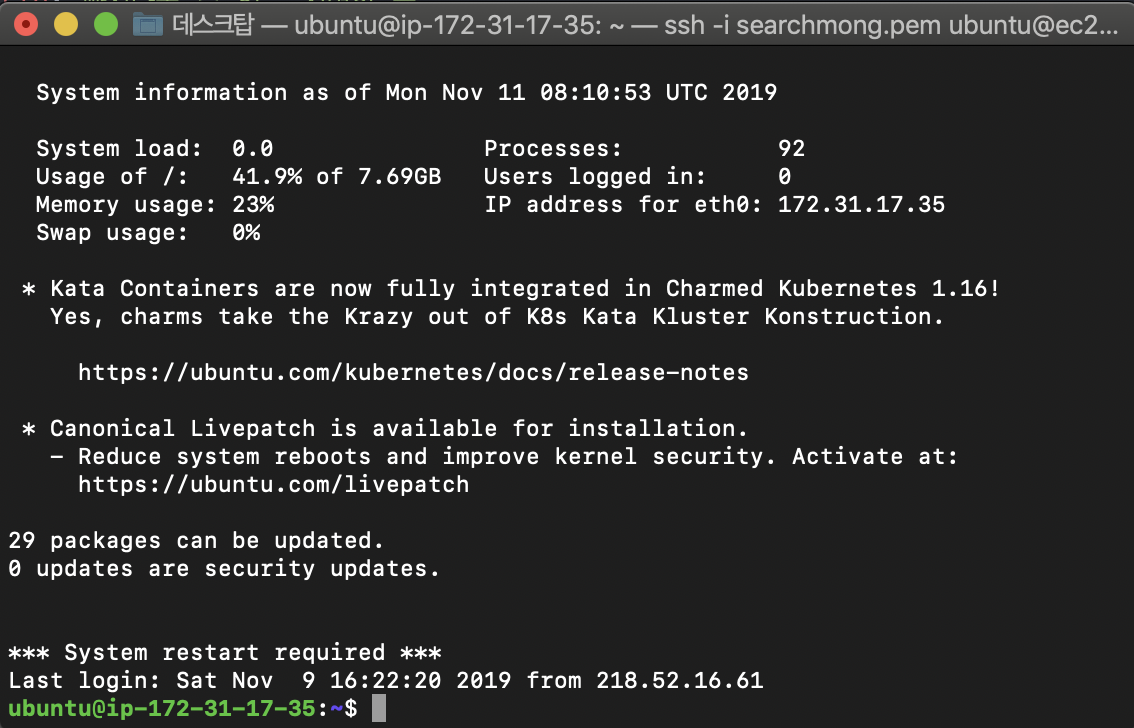 데스크탑 — ubuntu@ip-172-31-17-35: ~ — ssh -i searchmong.pem ubuntu@ec2...
System information as of Mon Nov 11 08:10:53 UTC 2019
System load:  0.0               Processes:           92
Usage of /:   41.9% of 7.69GB   Users logged in:     0
Memory usage: 23%               IP address for eth0: 172.31.17.35
Swap usage:   0%
* Kata Containers are now fully integrated in Charmed Kubernetes 1.16!
Yes, charms take the Krazy out of K8s Kata Kluster Konstruction.
https://ubuntu.com/kubernetes/docs/release-notes
* Canonical Livepatch is available for installation.
- Reduce system reboots and improve kernel security. Activate at:
https://ubuntu.com/livepatch
29 packages can be updated.
0 updates are security updates.
*** System restart required ***
Last login: Sat Nov  9 16:22:20 2019 from 218.52.16.61
ubuntu@ip-172-31-17-35:~$